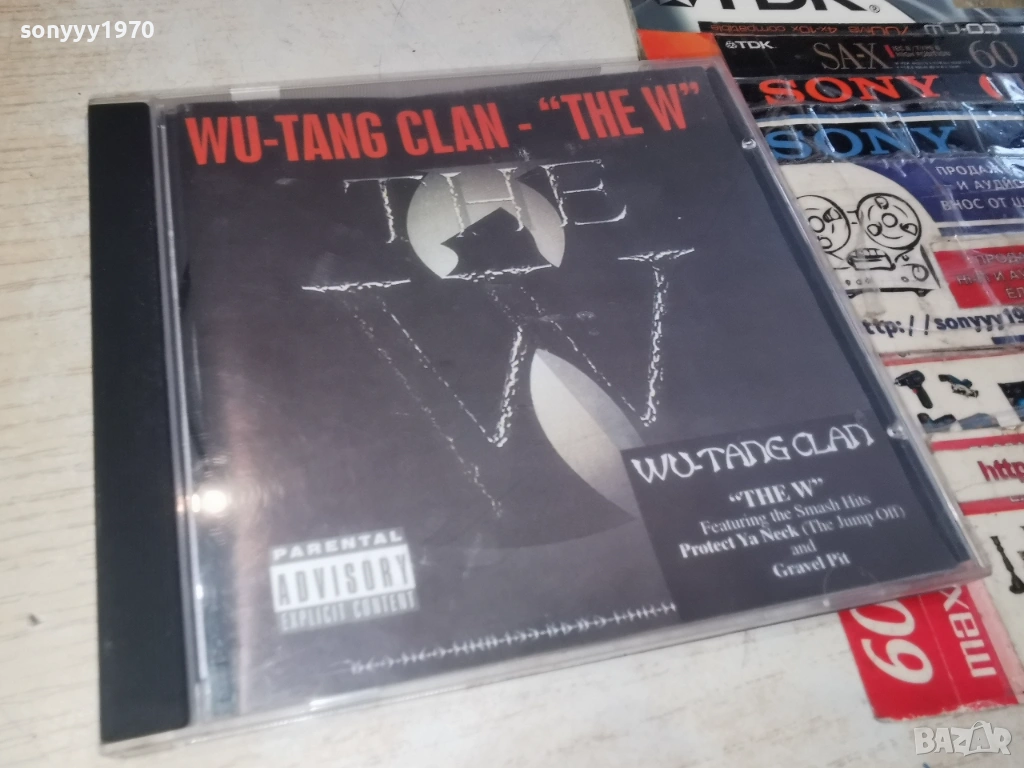 sonyyy1970
TDK®
TDK SA-X 60
SONY
SONY
WU-TANG CLAN - "THE W"
THE
W
WU-TANG CLAN
"THE W"
Featuring the Smash Hits
Protect Ya Neck (The Jump Off)
and
Gravel Pit
PARENTAL
ADVISORY
EXPLICIT CONTENT
И АУДИО
ВНОС ОТ
http://sonyyy19
60
maxell
BAZAR